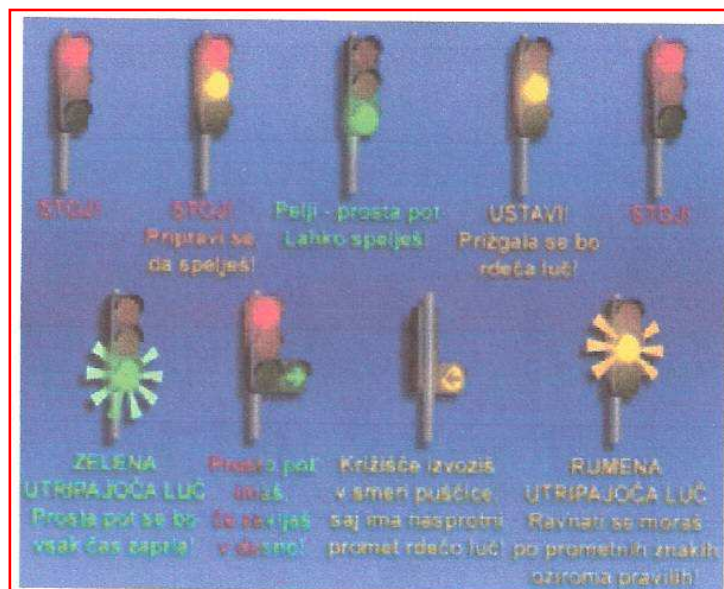 STOJ!
STOJ!
Pripravi se,
da spelješ!
Pelji - prosta pot
Lahko spelješ
USTAVI!
Prižgala se bo
rdeča luč!
STOJ!
ZELENA
UTRIPAJOČA LUČ
Prosta pot se bo
vsak čas zaprla!
Prosto pot
imaš,
če zavijaš
v desno!
Križišče izvoziš
v smeri puščice,
saj ima nasprotni
promet rdečo luč!
RUMENA
UTRIPAJOČA LUČ
Ravnati se moraš
po prometnih znakih
oziroma pravilih!